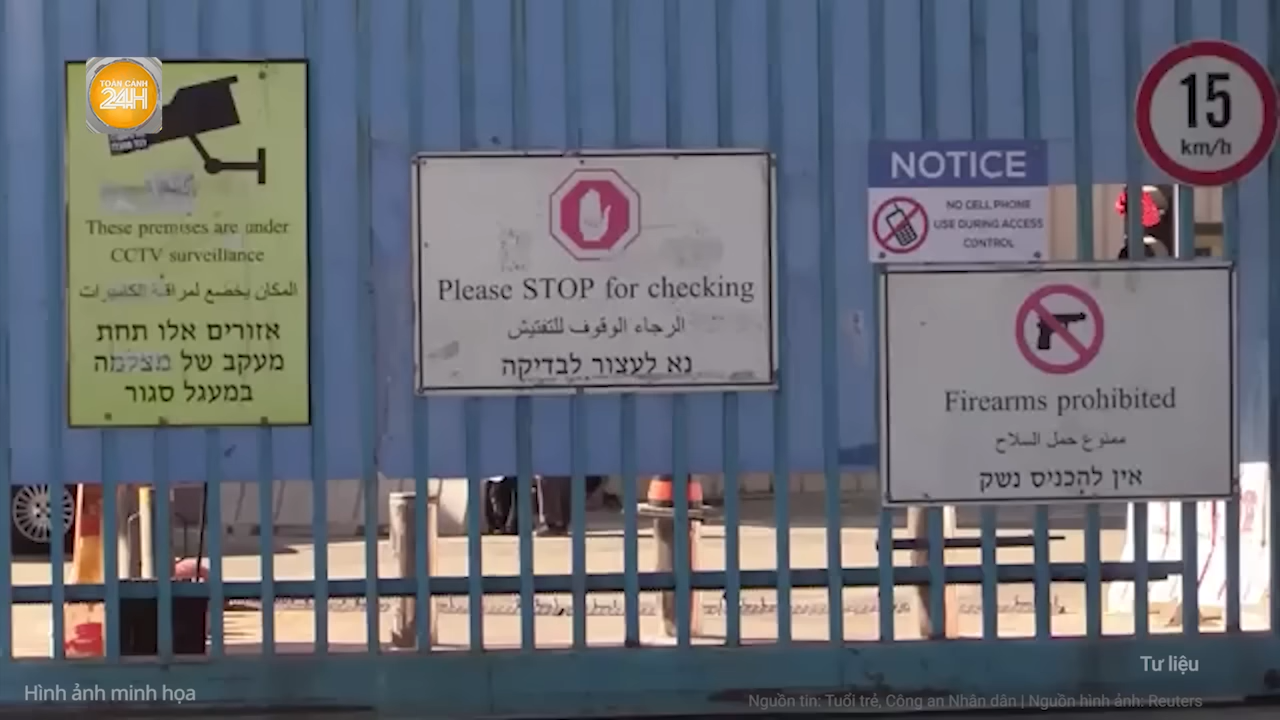 TOÀN CẢNH
24H
These premises are under
CCTV surveillance
المكان يخضع لمراقبة الكاميرات
אזורים אלו תחת
מעקב של מצלמה
במעגל סגור
Please STOP for checking
الرجاء الوقوف للتفتيش
נא לעצור לבדיקה
NOTICE
NO CELL PHONE
USE DURING ACCESS
CONTROL
15
km/h
Firearms prohibited
ممنوع حمل السلاح
אין להכניס נשק
Tư liệu
Hình ảnh minh họa
Nguồn tin: Tuổi trẻ, Công an Nhân dân | Nguồn hình ảnh: Reuters